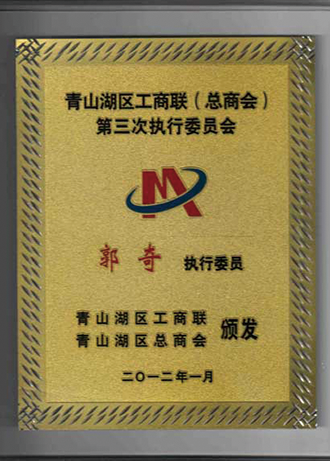 青山湖区工商联（总商会）
第三次执行委员会
郭奇 执行委员
青山湖区工商联
青山湖区总商会 颁发
二〇一二年一月